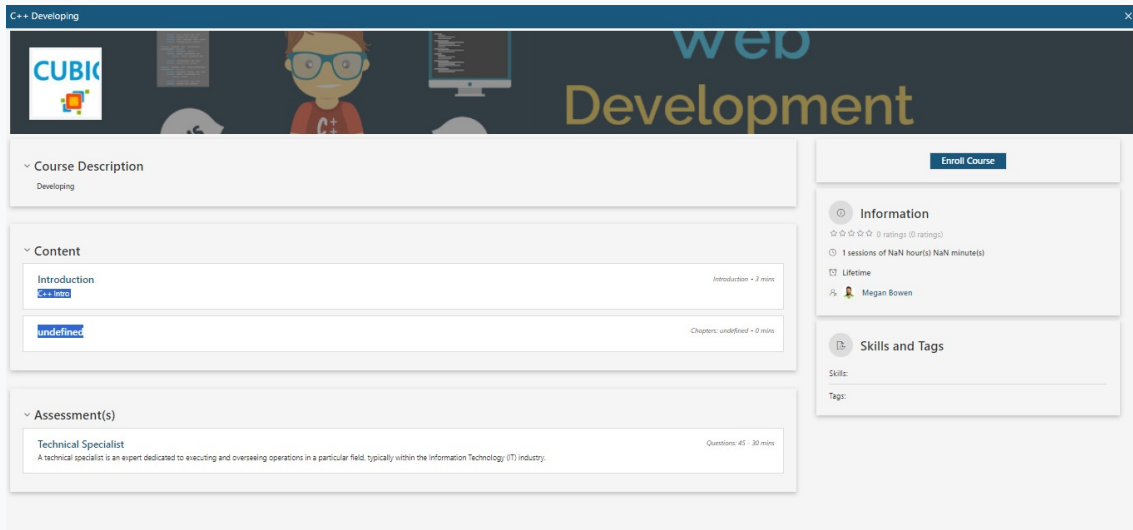 C++ Developing
CUBIC
C++
JS
web
Development
Course Description
Developing
Content
Introduction
Introduction • 3 mins
C++ Intro
undefined
Chapters: undefined • 0 mins
Assessment(s)
Technical Specialist
Questions: 45 - 30 mins
A technical specialist is an expert dedicated to executing and overseeing operations in a particular field, typically within the Information Technology (IT) industry.
Enroll Course
Information
0 ratings (0 ratings)
1 sessions of NaN hour(s) NaN minute(s)
Lifetime
Megan Bowen
Skills and Tags
Skills:
Tags: